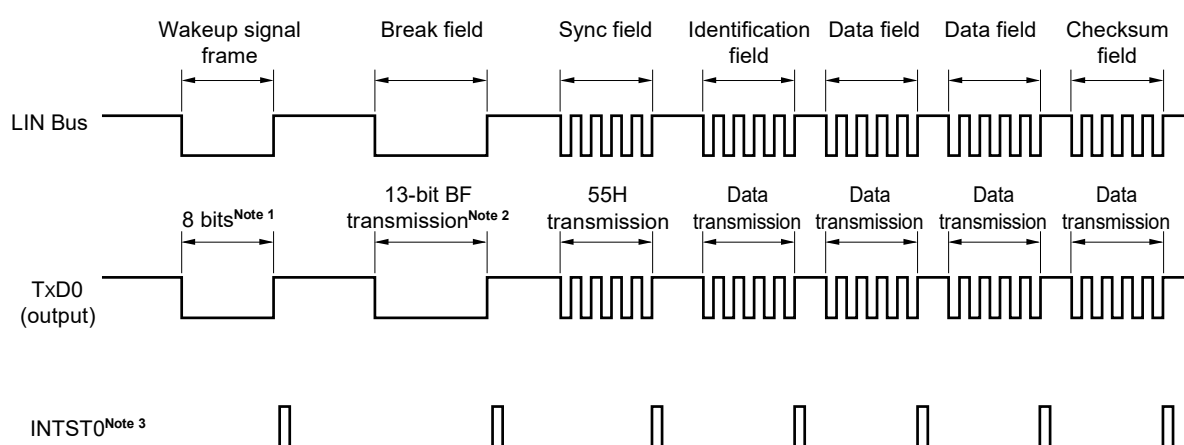 Wakeup signal frame
Break field
Sync field
Identification field
Data field
Data field
Checksum field
LIN Bus
8 bitsNote 1
13-bit BF transmissionNote 2
55H transmission
Data transmission
Data transmission
Data transmission
Data transmission
TxD0 (output)
INTST0Note 3